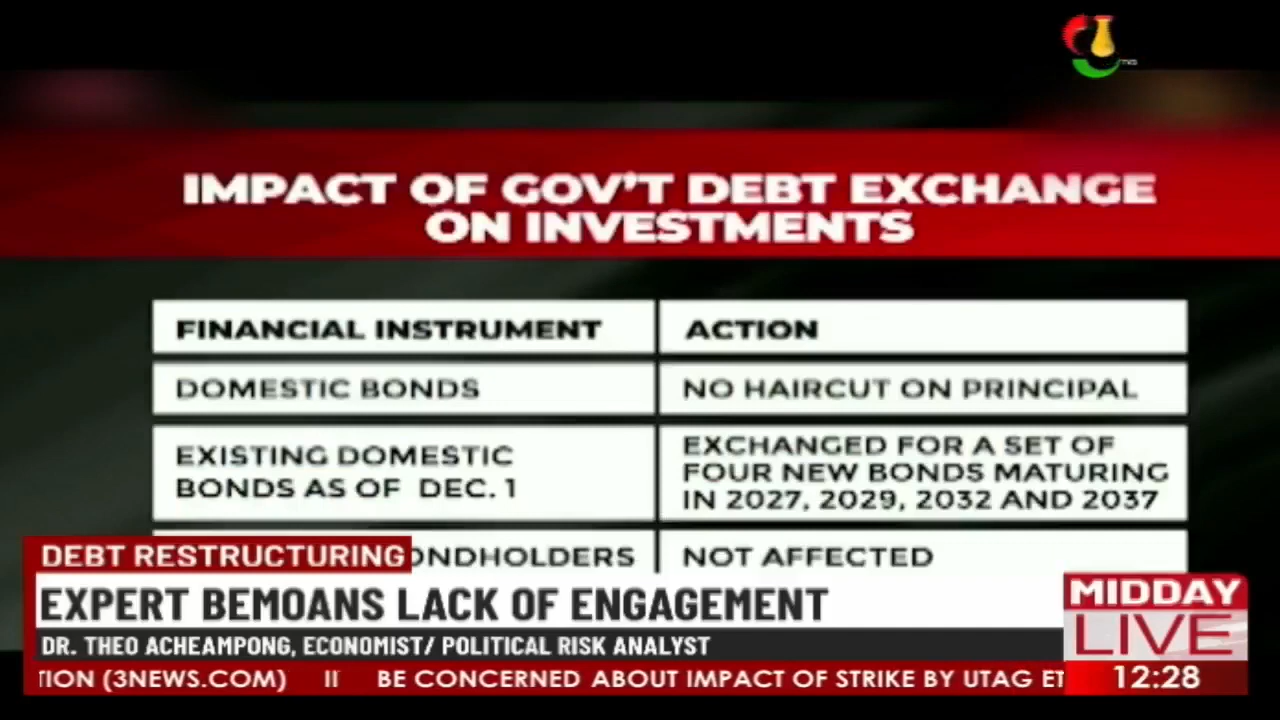 IMPACT OF GOV'T DEBT EXCHANGE
ON INVESTMENTS
FINANCIAL INSTRUMENT
ACTION
DOMESTIC BONDS
NO HAIRCUT ON PRINCIPAL
EXISTING DOMESTIC
BONDS AS OF DEC. 1
EXCHANGED FOR A SET OF
FOUR NEW BONDS MATURING
IN 2027, 2029, 2032 AND 2037
ONDHOLDERS
NOT AFFECTED
DEBT RESTRUCTURING
EXPERT BEMOANS LACK OF ENGAGEMENT
DR. THEO ACHEAMPONG, ECONOMIST/ POLITICAL RISK ANALYST
MIDDAY
LIVE
TION (3NEWS.COM) II BE CONCERNED ABOUT IMPACT OF STRIKE BY UTAG ET
12:28